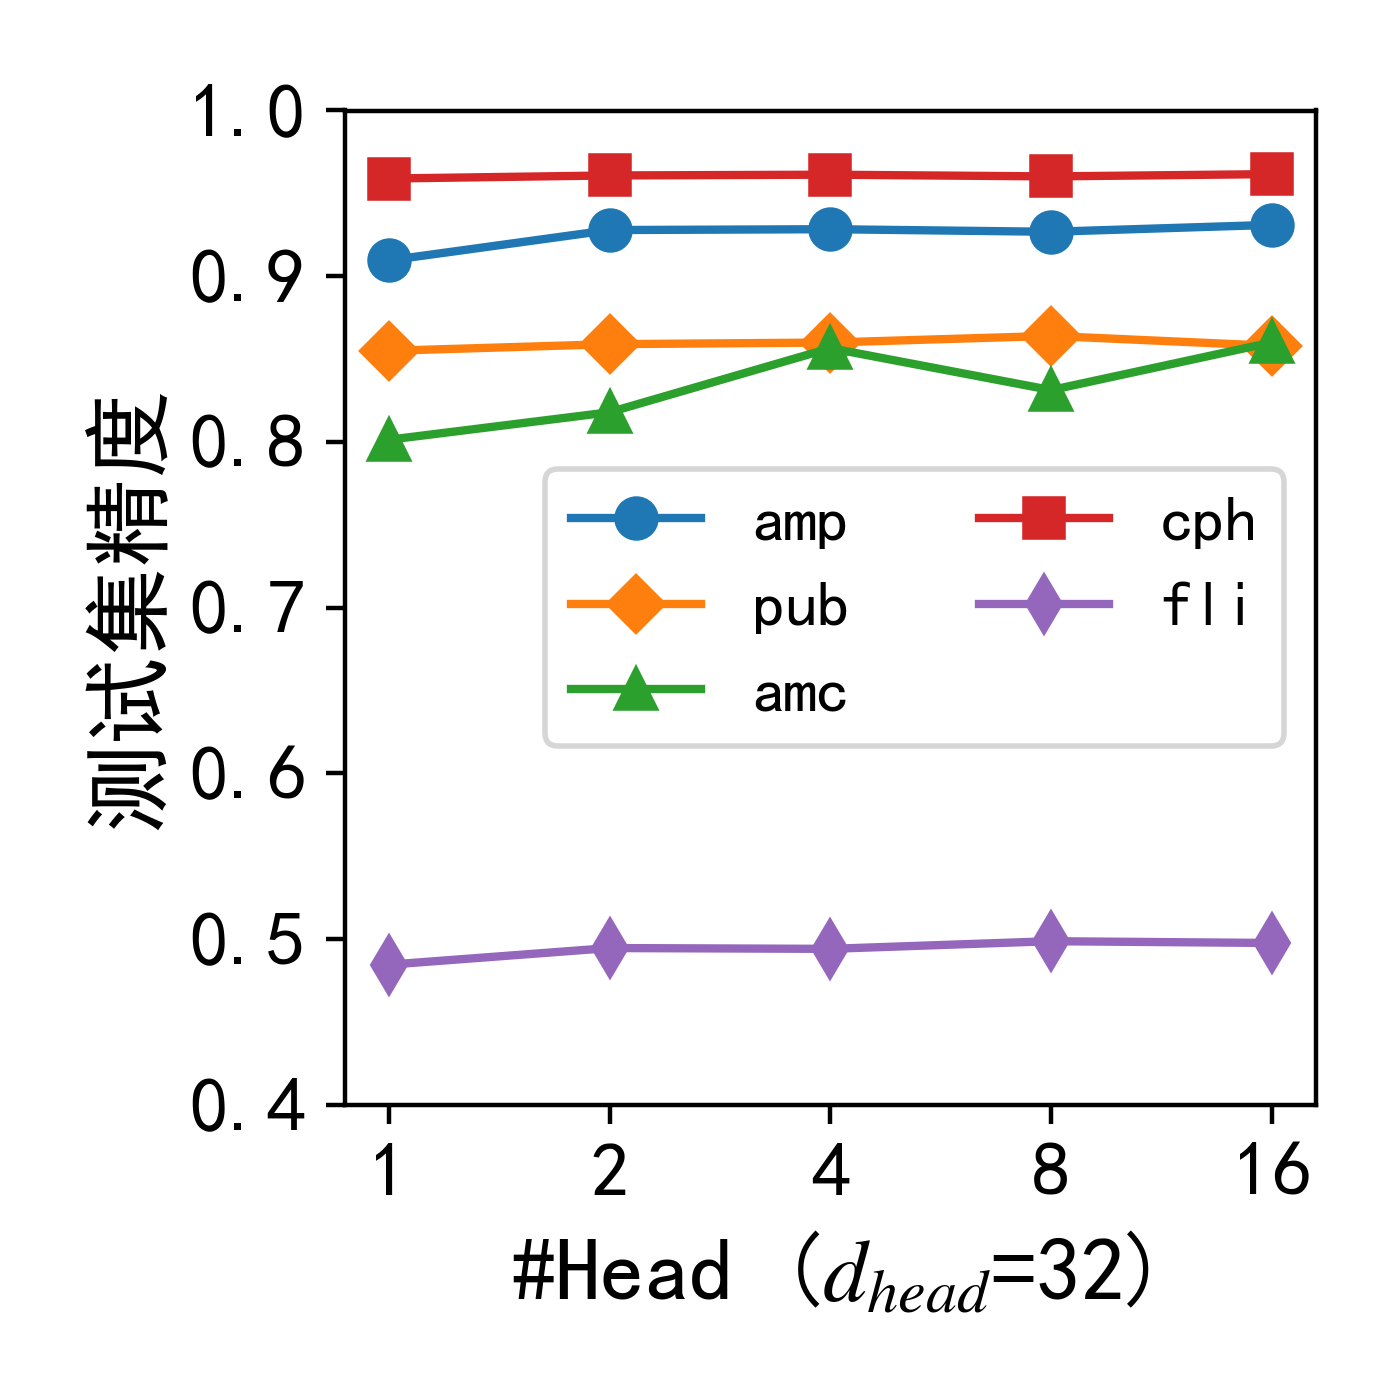 1.0
0.9
0.8
0.7
0.6
0.5
0.4
测试集精度
amp
pub
amc
cph
fli
1 2 4 8 16
#Head (d_head=32)